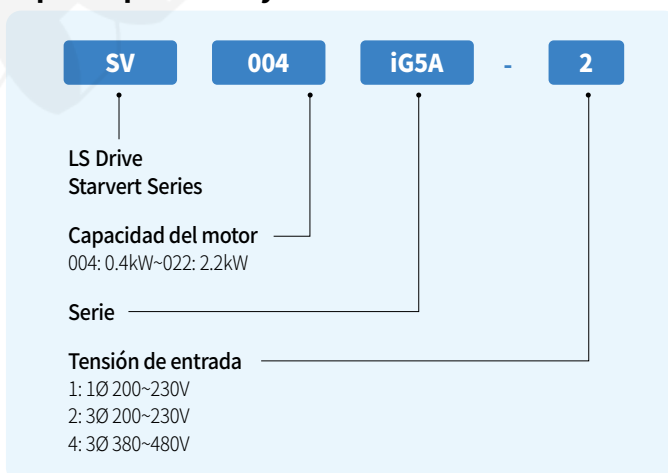 SV 004 iG5A - 2
LS Drive
Starvert Series
Capacidad del motor
004: 0.4kW~022: 2.2kW
Serie
Tensión de entrada
1: 1Ø 200~230V
2: 3Ø 200~230V
4: 3Ø 380~480V